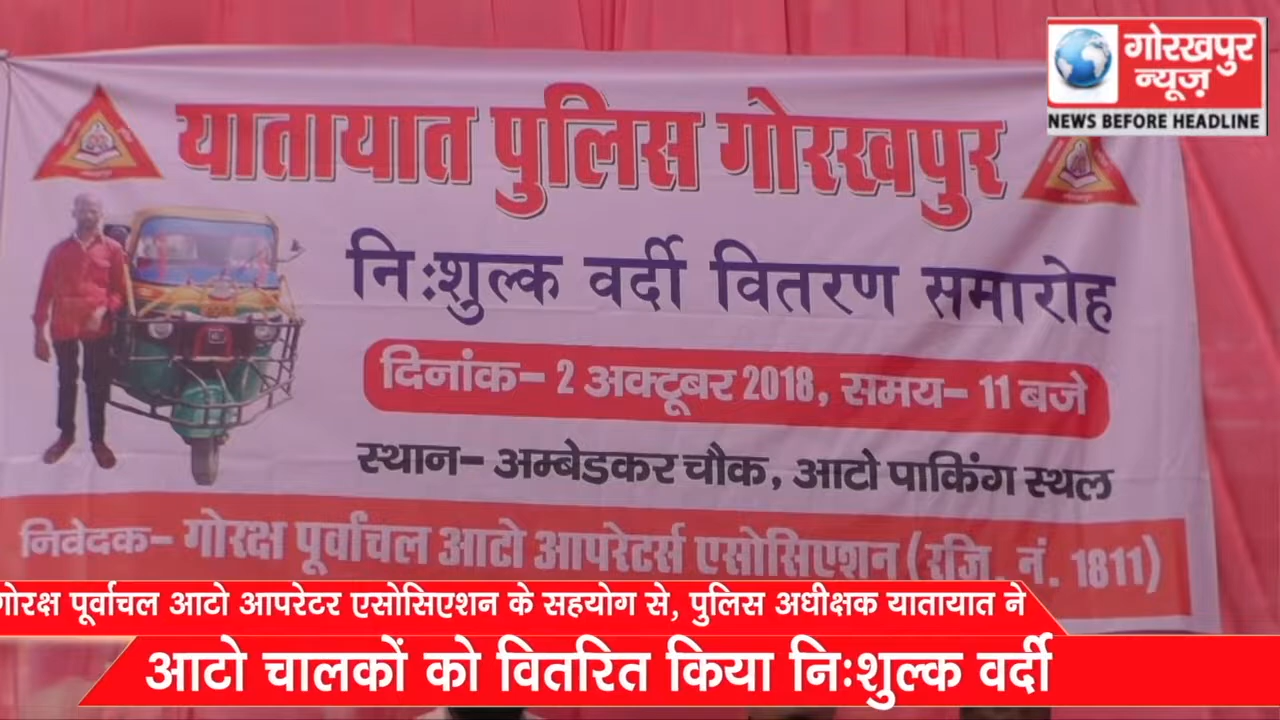 गोरखपुर
न्यूज़
NEWS BEFORE HEADLINE
यातायात पुलिस गोरखपुर
नि:शुल्क वर्दी वितरण समारोह
दिनांक- 2 अक्टूबर 2018, समय- 11 बजे
स्थान- अम्बेडकर चौक, आटो पाकिंग स्थल
निवेदक- गोरक्ष पूर्वांचल आटो आपरेटर्स एसोसिएशन (रजि. नं. 1811)
गोरक्ष पूर्वाचल आटो आपरेटर एसोसिएशन के सहयोग से, पुलिस अधीक्षक यातायात ने
आटो चालकों को वितरित किया निःशुल्क वर्दी